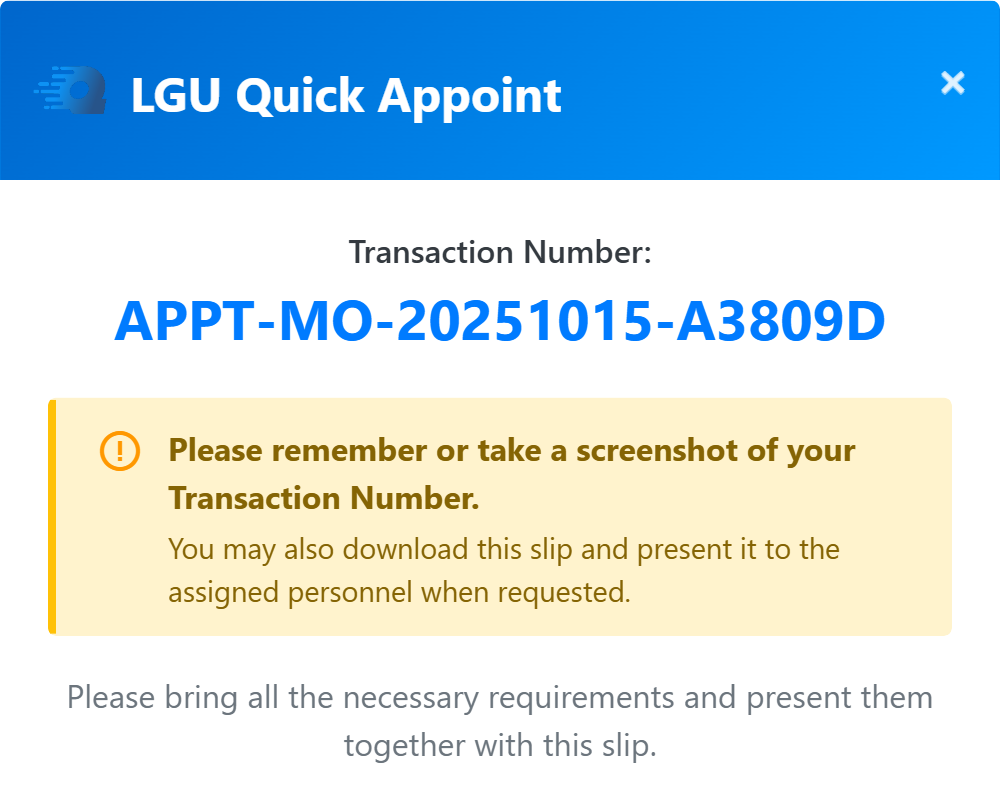 LGU Quick Appoint
Transaction Number:
APPT-MO-20251015-A3809D
Please remember or take a screenshot of your
Transaction Number.
You may also download this slip and present it to the
assigned personnel when requested.
Please bring all the necessary requirements and present them
together with this slip.